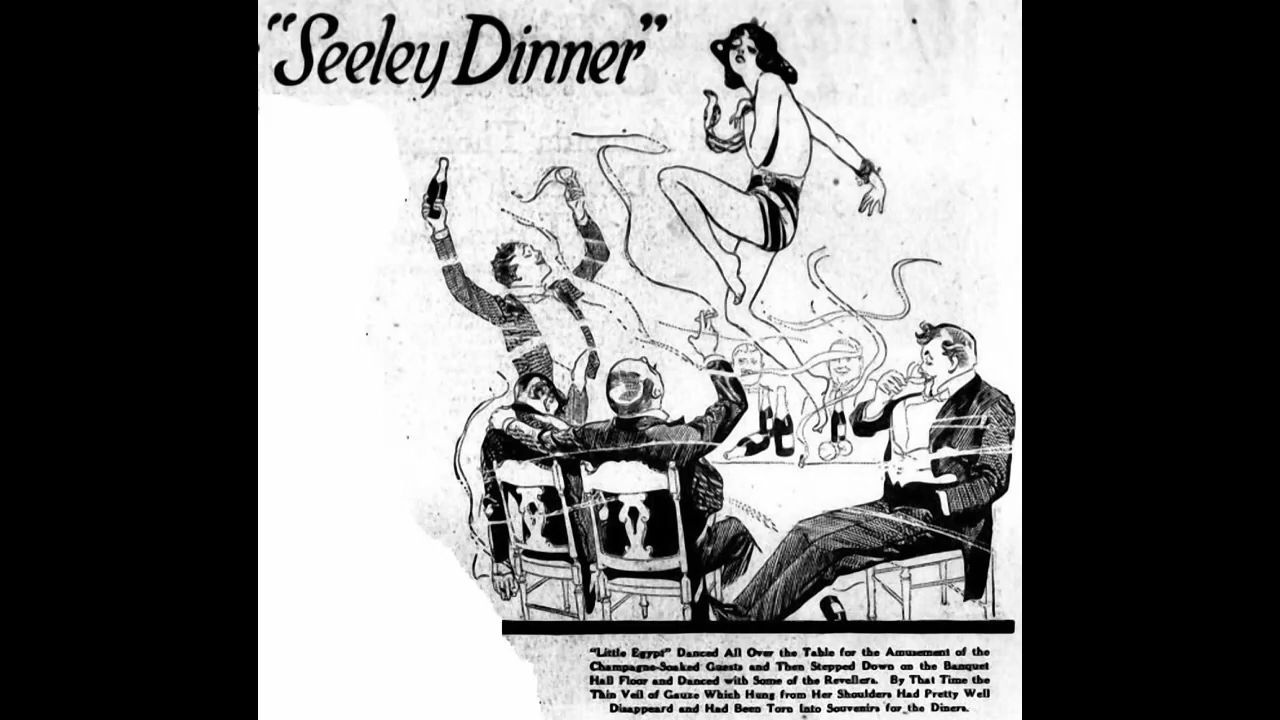 "Seeley Dinner"
"Little Egypt" Danced All Over the Table for the Amusement of the
Champagne-Soaked Guests and Then Stepped Down on the Banquet
Hall Floor and Danced with Some of the Revellers. By That Time the
Thin Veil of Gauze Which Hung from Her Shoulders Had Pretty Well
Disappeard and Had Been Torn Into Souvenirs for the Diners.